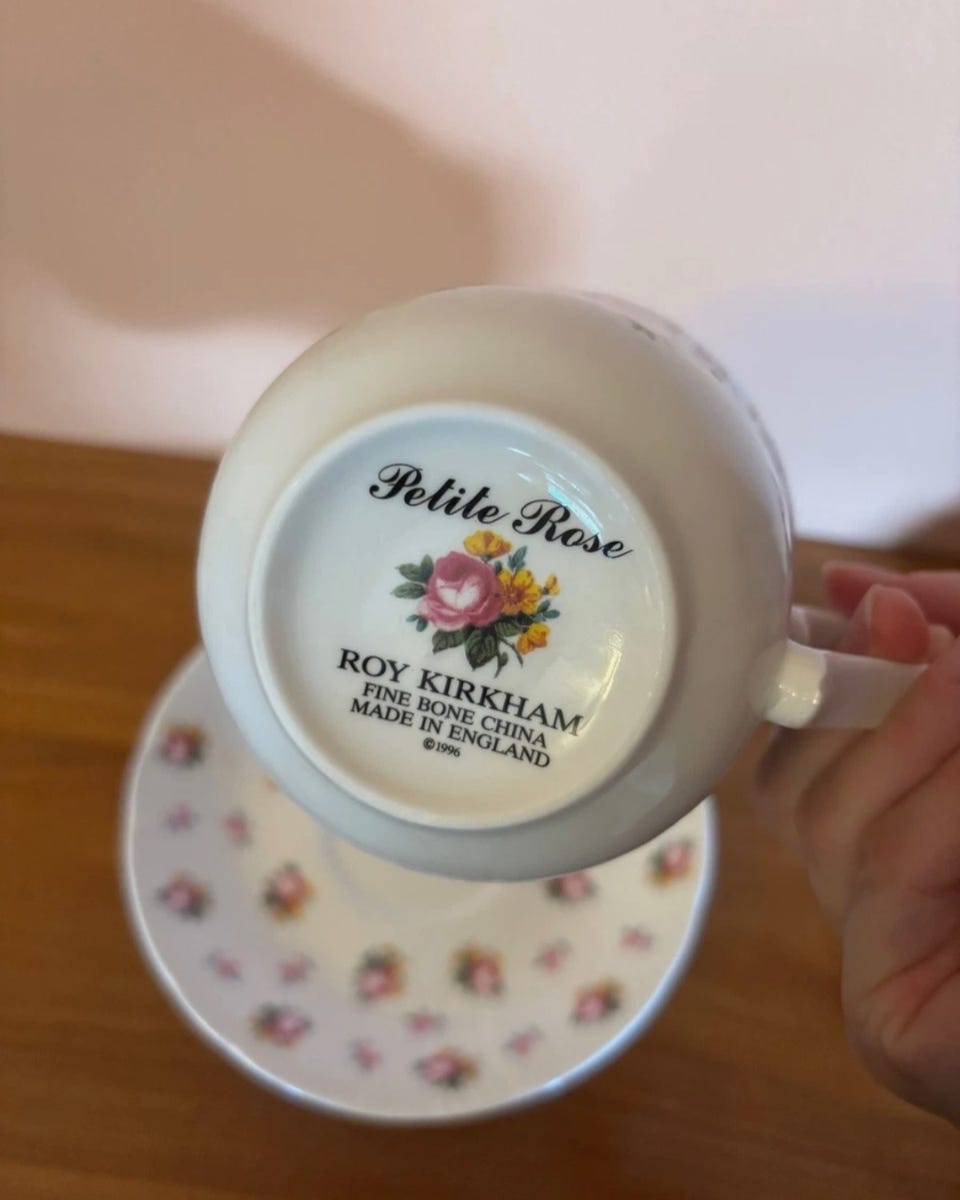 Petite Rose
ROY KIRKHAM
FINE BONE CHINA
MADE IN ENGLAND
©1996